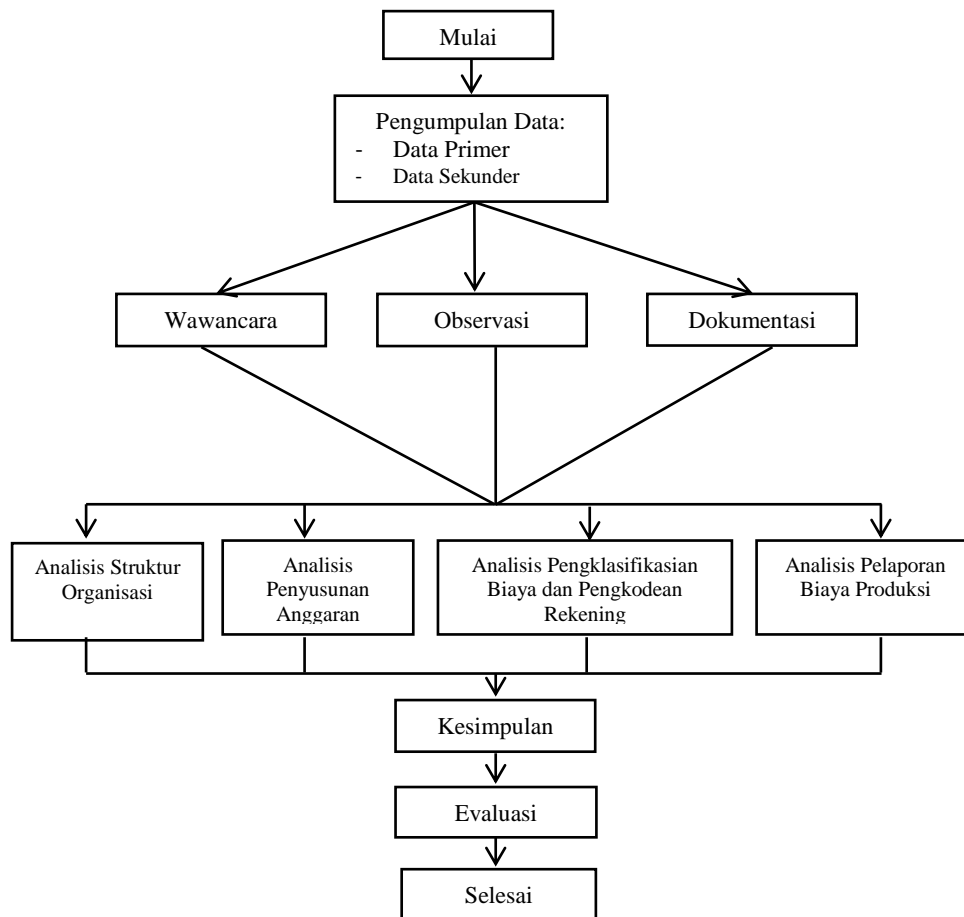 Mulai
Pengumpulan Data:
- Data Primer
- Data Sekunder
Wawancara
Observasi
Dokumentasi
Analisis Struktur
Organisasi
Analisis
Penyusunan
Anggaran
Analisis Pengklasifikasian
Biaya dan Pengkodean
Rekening
Analisis Pelaporan
Biaya Produksi
Kesimpulan
Evaluasi
Selesai